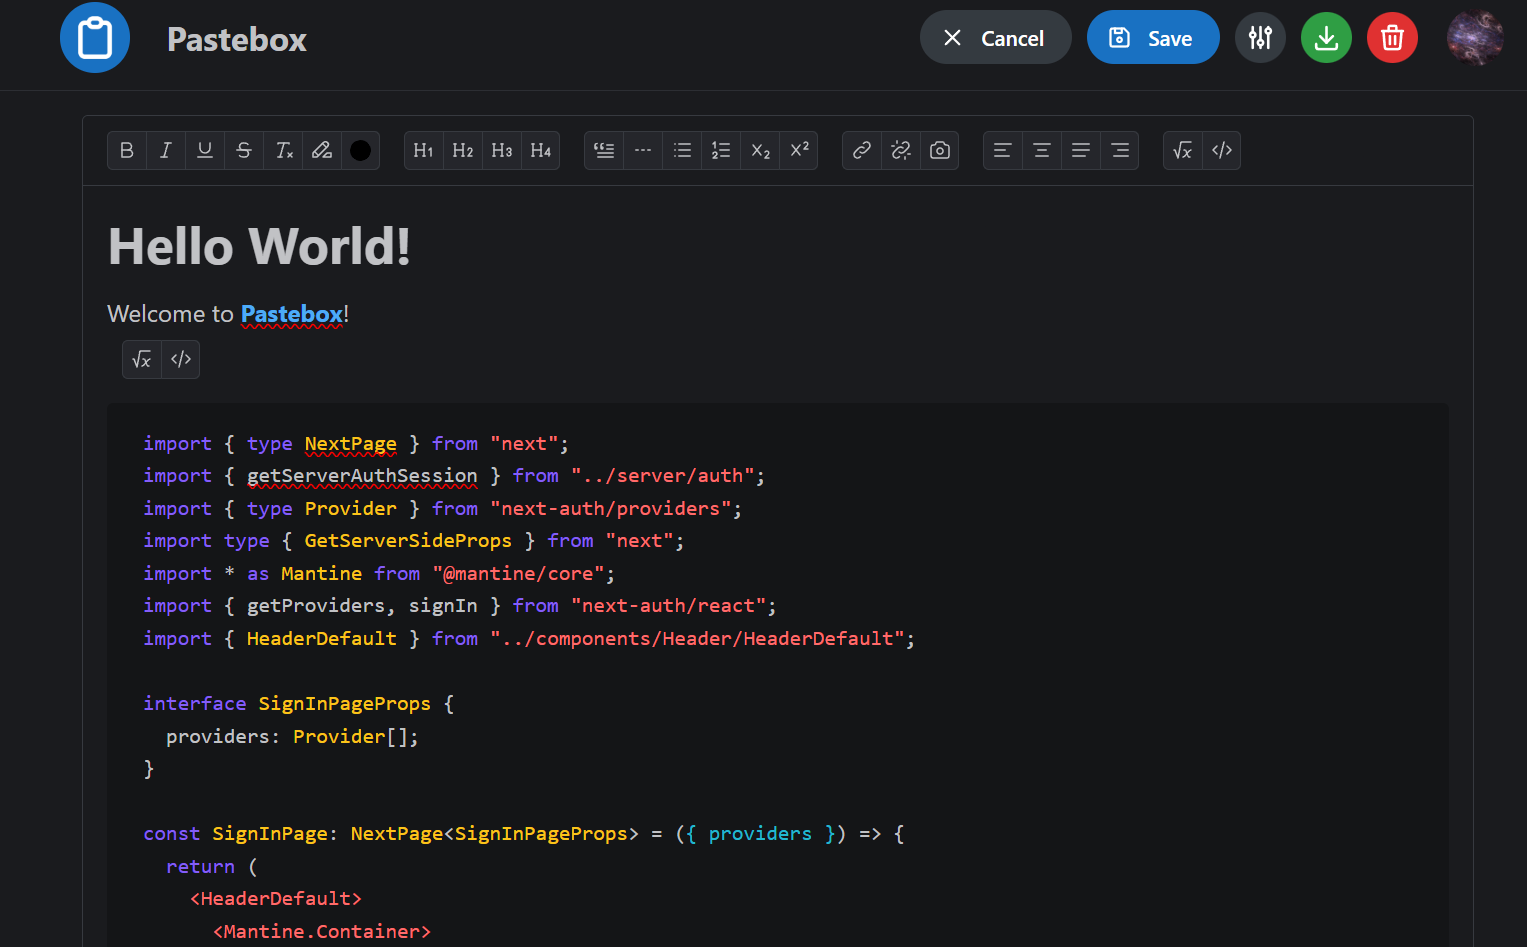 Pastebox
Cancel
Save
B I U S Tx H1 H2 H3 H4 X2 X² √x </>
Hello World!
Welcome to Pastebox!
√x </>
import { type NextPage } from "next";
import { getServerAuthSession } from "../server/auth";
import { type Provider } from "next-auth/providers";
import type { GetServerSideProps } from "next";
import * as Mantine from "@mantine/core";
import { getProviders, signIn } from "next-auth/react";
import { HeaderDefault } from "../components/Header/HeaderDefault";
interface SignInPageProps {
  providers: Provider[];
}
const SignInPage: NextPage<SignInPageProps> = ({ providers }) => {
  return (
    <HeaderDefault>
      <Mantine.Container>